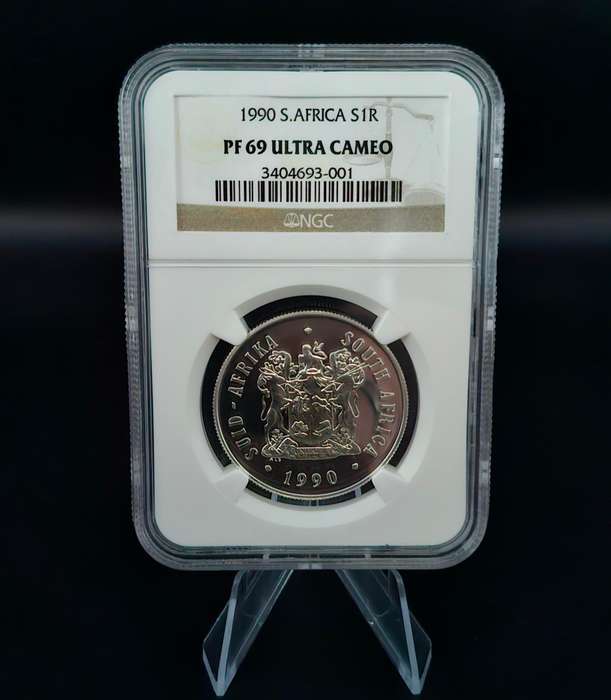 1990 S.AFRICA S1R
PF 69 ULTRA CAMEO
3404693-001
NGC
SUID-AFRIKA · SOUTH AFRICA
· 1990 ·